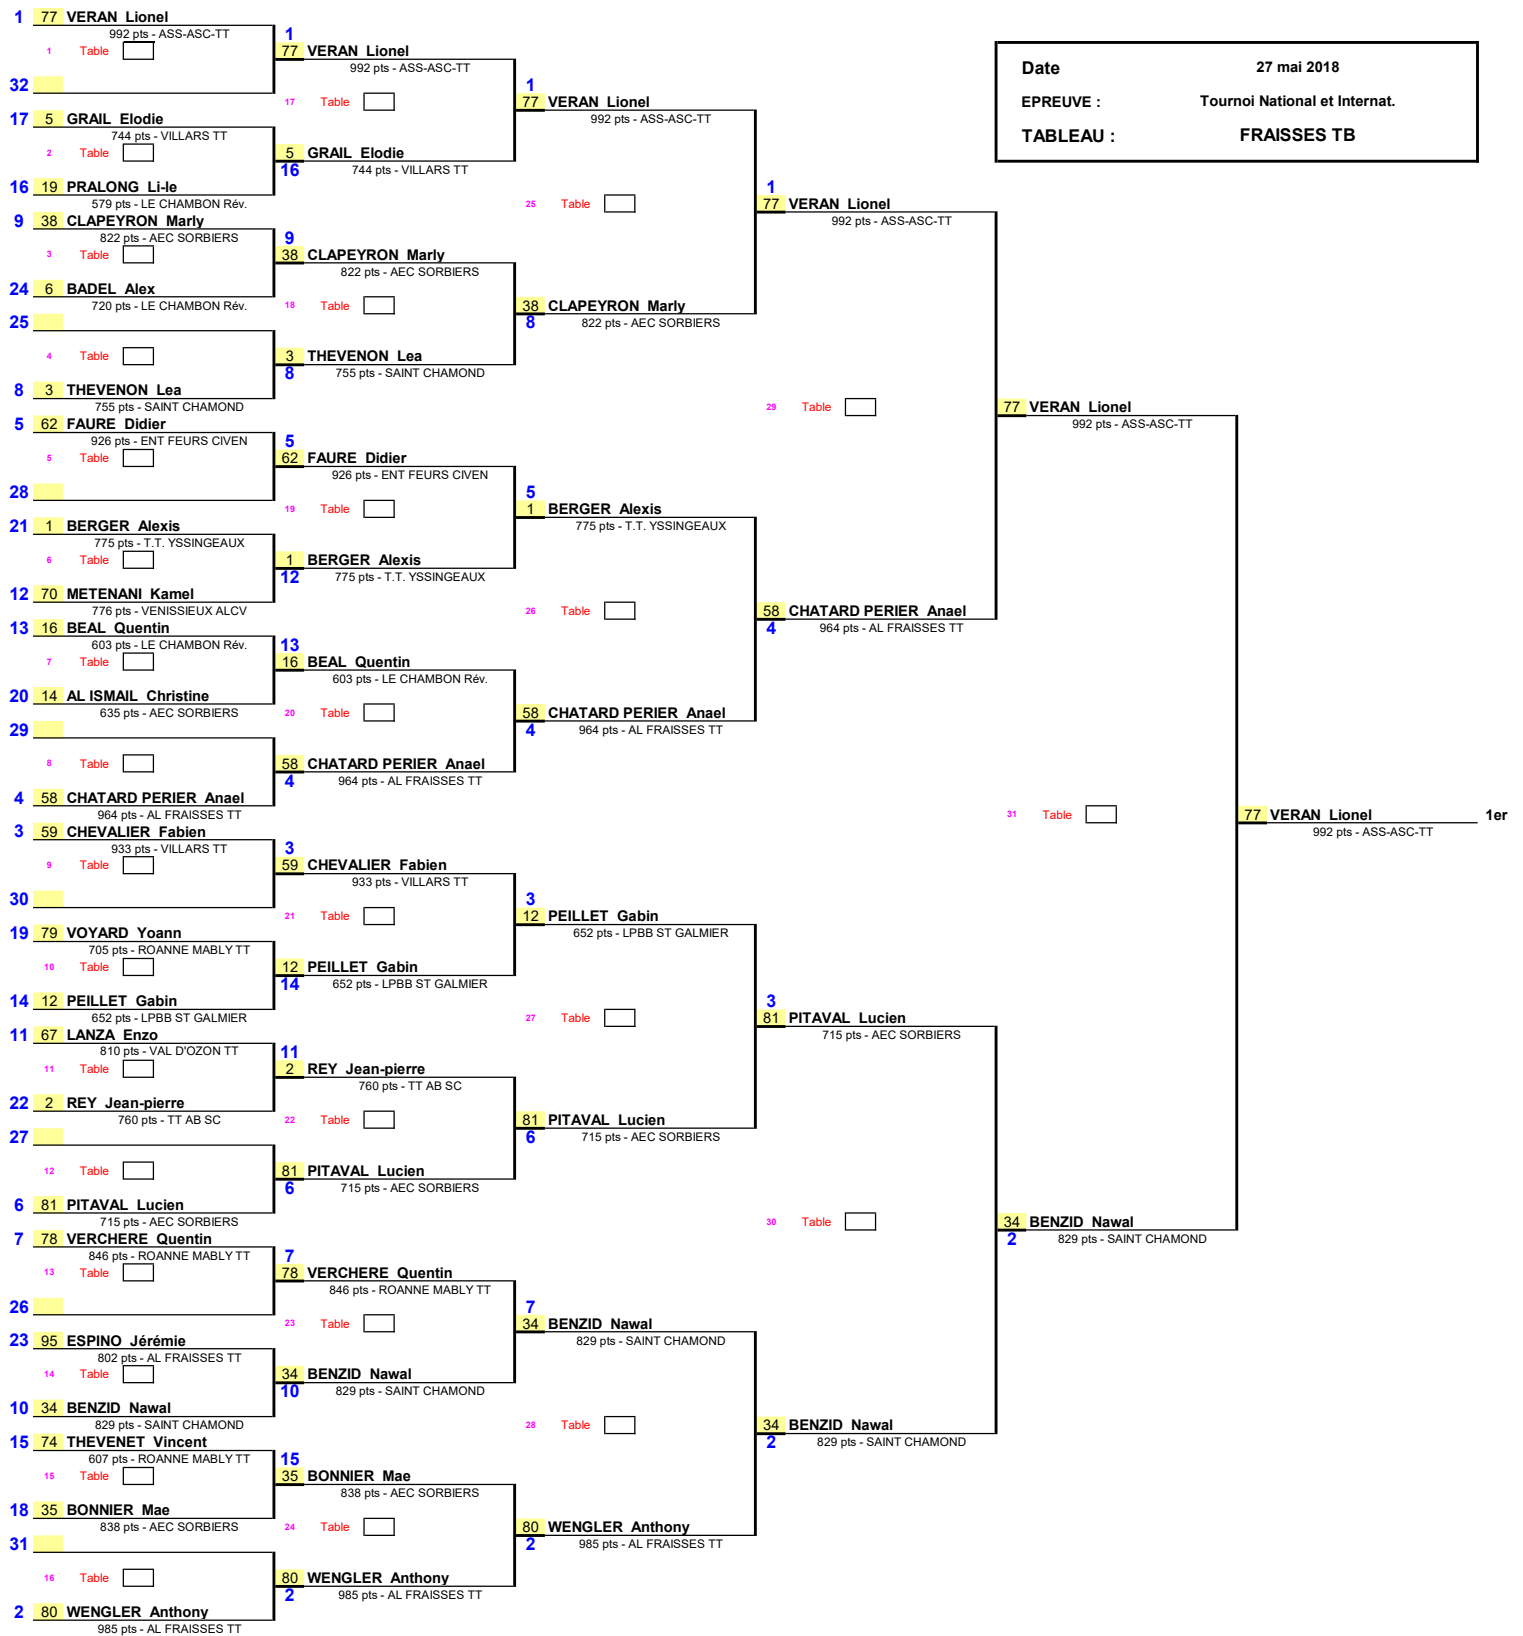 Date 27 mai 2018
EPREUVE : Tournoi National et Internat.
TABLEAU : FRAISSES TB
1 77 VERAN Lionel
992 pts - ASS-ASC-TT
1 Table
32
17 5 GRAIL Elodie
744 pts - VILLARS TT
2 Table
16 19 PRALONG Li-le
579 pts - LE CHAMBON Rév.
9 38 CLAPEYRON Marly
822 pts - AEC SORBIERS
3 Table
24 6 BADEL Alex
720 pts - LE CHAMBON Rév.
25
4 Table
8 3 THEVENON Lea
755 pts - SAINT CHAMOND
5 62 FAURE Didier
926 pts - ENT FEURS CIVEN
5 Table
28
21 1 BERGER Alexis
775 pts - T.T. YSSINGEAUX
6 Table
12 70 METENANI Kamel
776 pts - VENISSIEUX ALCV
13 16 BEAL Quentin
603 pts - LE CHAMBON Rév.
7 Table
20 14 AL ISMAIL Christine
635 pts - AEC SORBIERS
29
8 Table
4 58 CHATARD PERIER Anael
964 pts - AL FRAISSES TT
3 59 CHEVALIER Fabien
933 pts - VILLARS TT
9 Table
30
19 79 VOYARD Yoann
705 pts - ROANNE MABLY TT
10 Table
14 12 PEILLET Gabin
652 pts - LPBB ST GALMIER
11 67 LANZA Enzo
810 pts - VAL D'OZON TT
11 Table
22 2 REY Jean-pierre
760 pts - TT AB SC
27
12 Table
6 81 PITAVAL Lucien
715 pts - AEC SORBIERS
7 78 VERCHERE Quentin
846 pts - ROANNE MABLY TT
13 Table
26
23 95 ESPINO Jérémie
802 pts - AL FRAISSES TT
14 Table
10 34 BENZID Nawal
829 pts - SAINT CHAMOND
15 74 THEVENET Vincent
607 pts - ROANNE MABLY TT
15 Table
18 35 BONNIER Mae
838 pts - AEC SORBIERS
31
16 Table
2 80 WENGLER Anthony
985 pts - AL FRAISSES TT
1
77 VERAN Lionel
992 pts - ASS-ASC-TT
17 Table
5 GRAIL Elodie
16 744 pts - VILLARS TT
9
38 CLAPEYRON Marly
822 pts - AEC SORBIERS
18 Table
3 THEVENON Lea
8 755 pts - SAINT CHAMOND
5
62 FAURE Didier
926 pts - ENT FEURS CIVEN
19 Table
1 BERGER Alexis
12 775 pts - T.T. YSSINGEAUX
13
16 BEAL Quentin
603 pts - LE CHAMBON Rév.
20 Table
58 CHATARD PERIER Anael
4 964 pts - AL FRAISSES TT
3
59 CHEVALIER Fabien
933 pts - VILLARS TT
21 Table
12 PEILLET Gabin
14 652 pts - LPBB ST GALMIER
11
2 REY Jean-pierre
760 pts - TT AB SC
22 Table
81 PITAVAL Lucien
6 715 pts - AEC SORBIERS
7
78 VERCHERE Quentin
846 pts - ROANNE MABLY TT
23 Table
34 BENZID Nawal
10 829 pts - SAINT CHAMOND
15
35 BONNIER Mae
838 pts - AEC SORBIERS
24 Table
80 WENGLER Anthony
2 985 pts - AL FRAISSES TT
1
77 VERAN Lionel
992 pts - ASS-ASC-TT
25 Table
38 CLAPEYRON Marly
8 822 pts - AEC SORBIERS
5
1 BERGER Alexis
775 pts - T.T. YSSINGEAUX
26 Table
58 CHATARD PERIER Anael
4 964 pts - AL FRAISSES TT
3
12 PEILLET Gabin
652 pts - LPBB ST GALMIER
27 Table
81 PITAVAL Lucien
6 715 pts - AEC SORBIERS
7
34 BENZID Nawal
829 pts - SAINT CHAMOND
28 Table
80 WENGLER Anthony
2 985 pts - AL FRAISSES TT
1
77 VERAN Lionel
992 pts - ASS-ASC-TT
29 Table
58 CHATARD PERIER Anael
4 964 pts - AL FRAISSES TT
3
81 PITAVAL Lucien
715 pts - AEC SORBIERS
30 Table
34 BENZID Nawal
2 829 pts - SAINT CHAMOND
77 VERAN Lionel
992 pts - ASS-ASC-TT
31 Table
34 BENZID Nawal
2 829 pts - SAINT CHAMOND
77 VERAN Lionel 1er
992 pts - ASS-ASC-TT